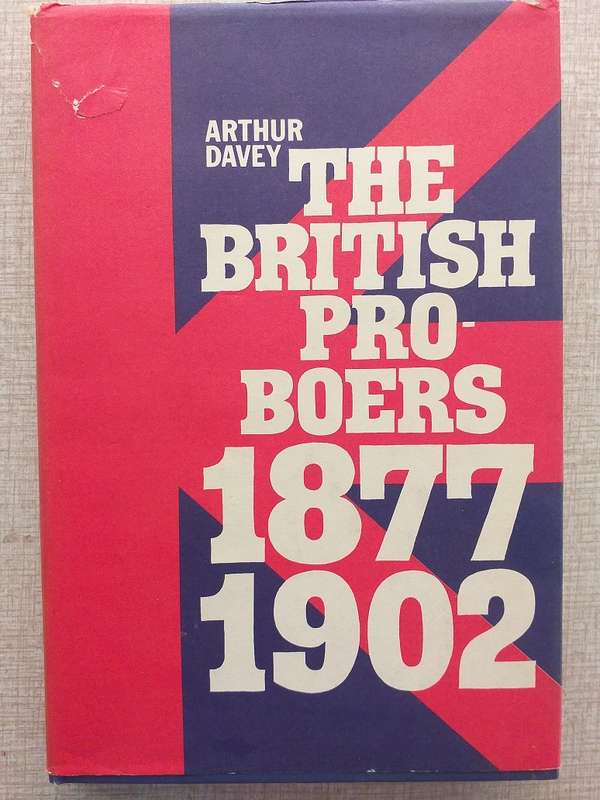 ARTHUR
DAVEY
THE
BRITISH
PRO-
BOERS
1877
1902